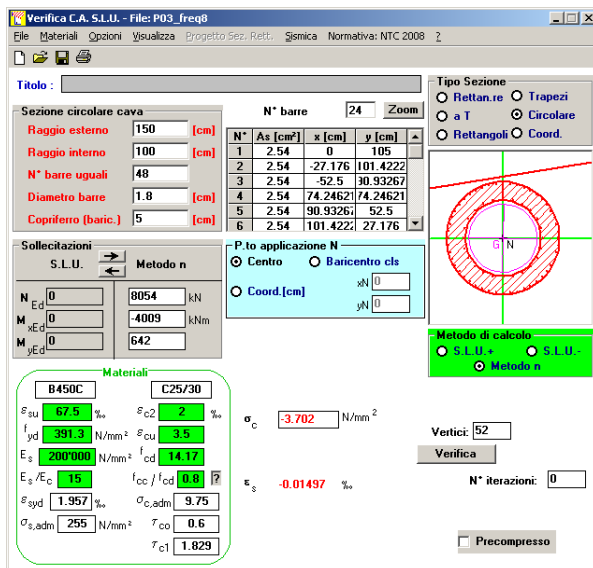 Verifica C.A. S.L.U. - File: P03_freq8
File Materiali Opzioni Visualizza Progetto Sez. Rett. Sismica Normativa: NTC 2008 ?
Titolo :
Tipo Sezione
Rettan.re Trapezi
a T Circolare
Rettangoli Coord.
Sezione circolare cava
Raggio esterno 150 [cm]
Raggio interno 100 [cm]
N* barre uguali 48
Diametro barre 1.8 [cm]
Copriferro (baric.) 5 [cm]
N* barre 24 Zoom
N* As [cm²] x [cm] y [cm]
1 2.54 0 105
2 2.54 -27.176 101.4222
3 2.54 -52.5 90.93267
4 2.54 74.24621 74.24621
5 2.54 90.93267 52.5
6 2.54 101.4222 27.176
G N
Sollecitazioni
S.L.U. Metodo n
N Ed 0 8054 kN
M xEd 0 -4009 kNm
M yEd 0 642
P.to applicazione N
Centro Baricentro cls
Coord.[cm] xN 0
yN 0
Metodo di calcolo
S.L.U.+ S.L.U.-
Metodo n
Materiali
B450C C25/30
εsu 67.5 ‰ εc2 2 ‰
fyd 391.3 N/mm² εcu 3.5
Es 200'000 N/mm² fcd 14.17
Es/Ec 15 fcc / fcd 0.8 ?
εsyd 1.957 ‰ σc,adm 9.75
σs,adm 255 N/mm² τco 0.6
τc1 1.829
σc -3.702 N/mm²
εs -0.01497 ‰
Vertici: 52
Verifica
N* iterazioni: 0
Precompresso